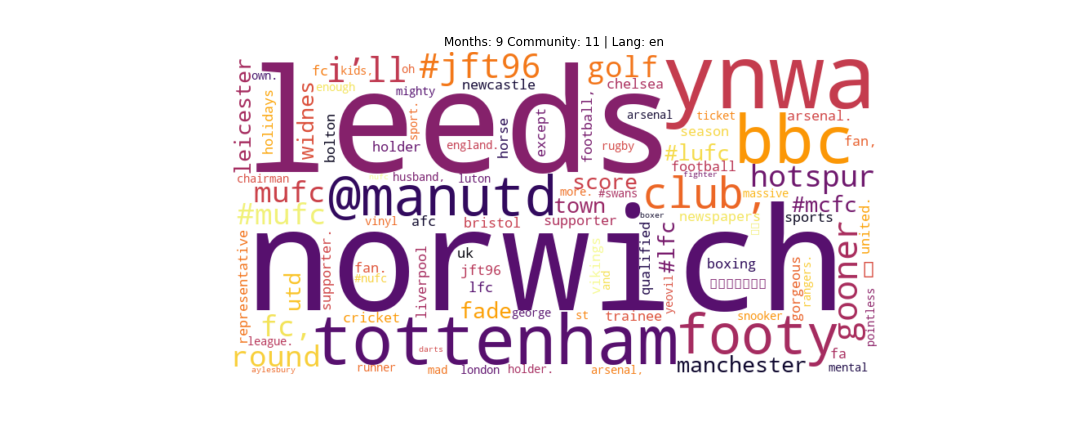 Months: 9 Community: 11 | Lang: en
leeds
ynwa
norwich
tottenham
@manutd
bbc
footy
club,
i'll
#jft96
golf
hotspur
gooner
leicester
own.
fc
kids,
oh
enough
mighty
newcastle
chelsea
holidays
widnes
bolton
holder
sport.
england.
horse
except
football,
arsenal
ticket
arsenal.
season
fan,
rugby
#lufc
football
chairman
mufc
husband,
luton
more.
score
#swans
fighter
massive
#mcfc
#mufc
vinyl
afc
bristol
town
supporter
boxer
newspapers
sports
representative
utd
supporter.
fan.
#nufc
liverpool
uk
jft96
lfc
vikings
and
qualified
#lfc
boxing
yeovil
gorgeous
rangers.
united.
pointless
fc,
cricket
fade
george
st
trainee
snooker
league.
round
darts
manchester
fa
mental
aylesbury
runner
mad
london
holder.
arsenal,